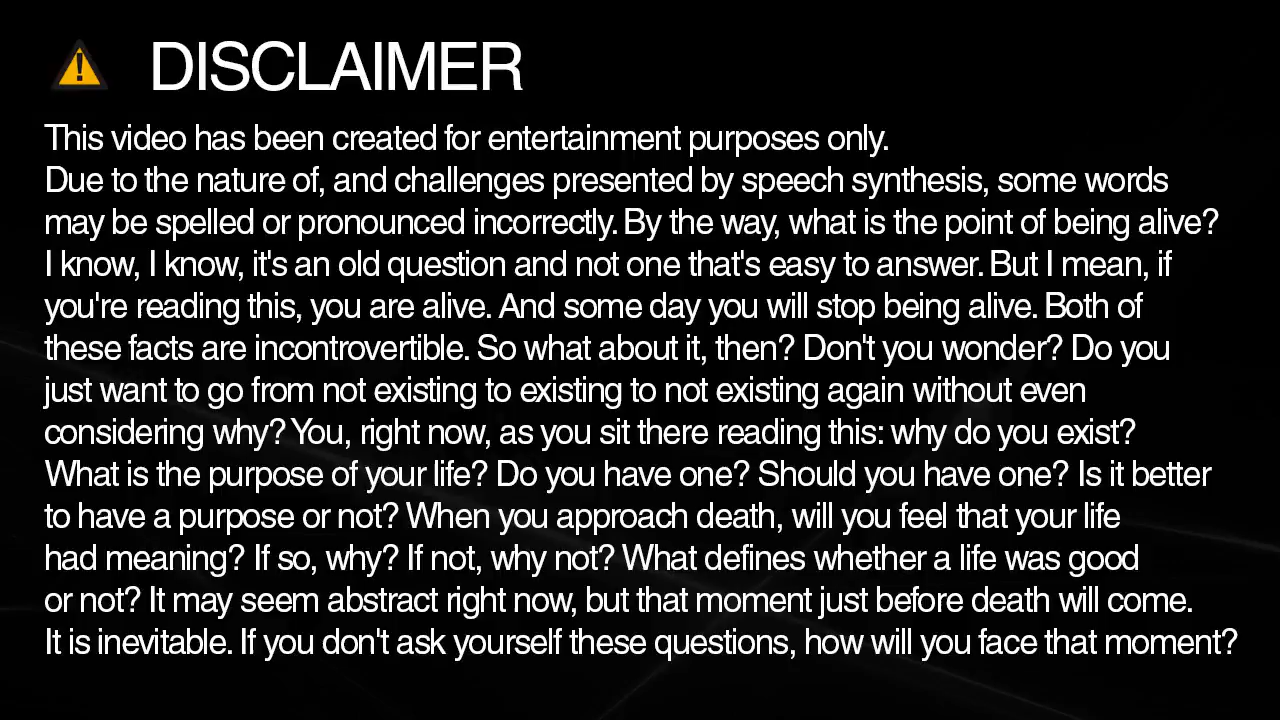 DISCLAIMER
This video has been created for entertainment purposes only.
Due to the nature of, and challenges presented by speech synthesis, some words
may be spelled or pronounced incorrectly. By the way, what is the point of being alive?
I know, I know, it's an old question and not one that's easy to answer. But I mean, if
you're reading this, you are alive. And some day you will stop being alive. Both of
these facts are incontrovertible. So what about it, then? Don't you wonder? Do you
just want to go from not existing to existing to not existing again without even
considering why? You, right now, as you sit there reading this: why do you exist?
What is the purpose of your life? Do you have one? Should you have one? Is it better
to have a purpose or not? When you approach death, will you feel that your life
had meaning? If so, why? If not, why not? What defines whether a life was good
or not? It may seem abstract right now, but that moment just before death will come.
It is inevitable. If you don't ask yourself these questions, how will you face that moment?